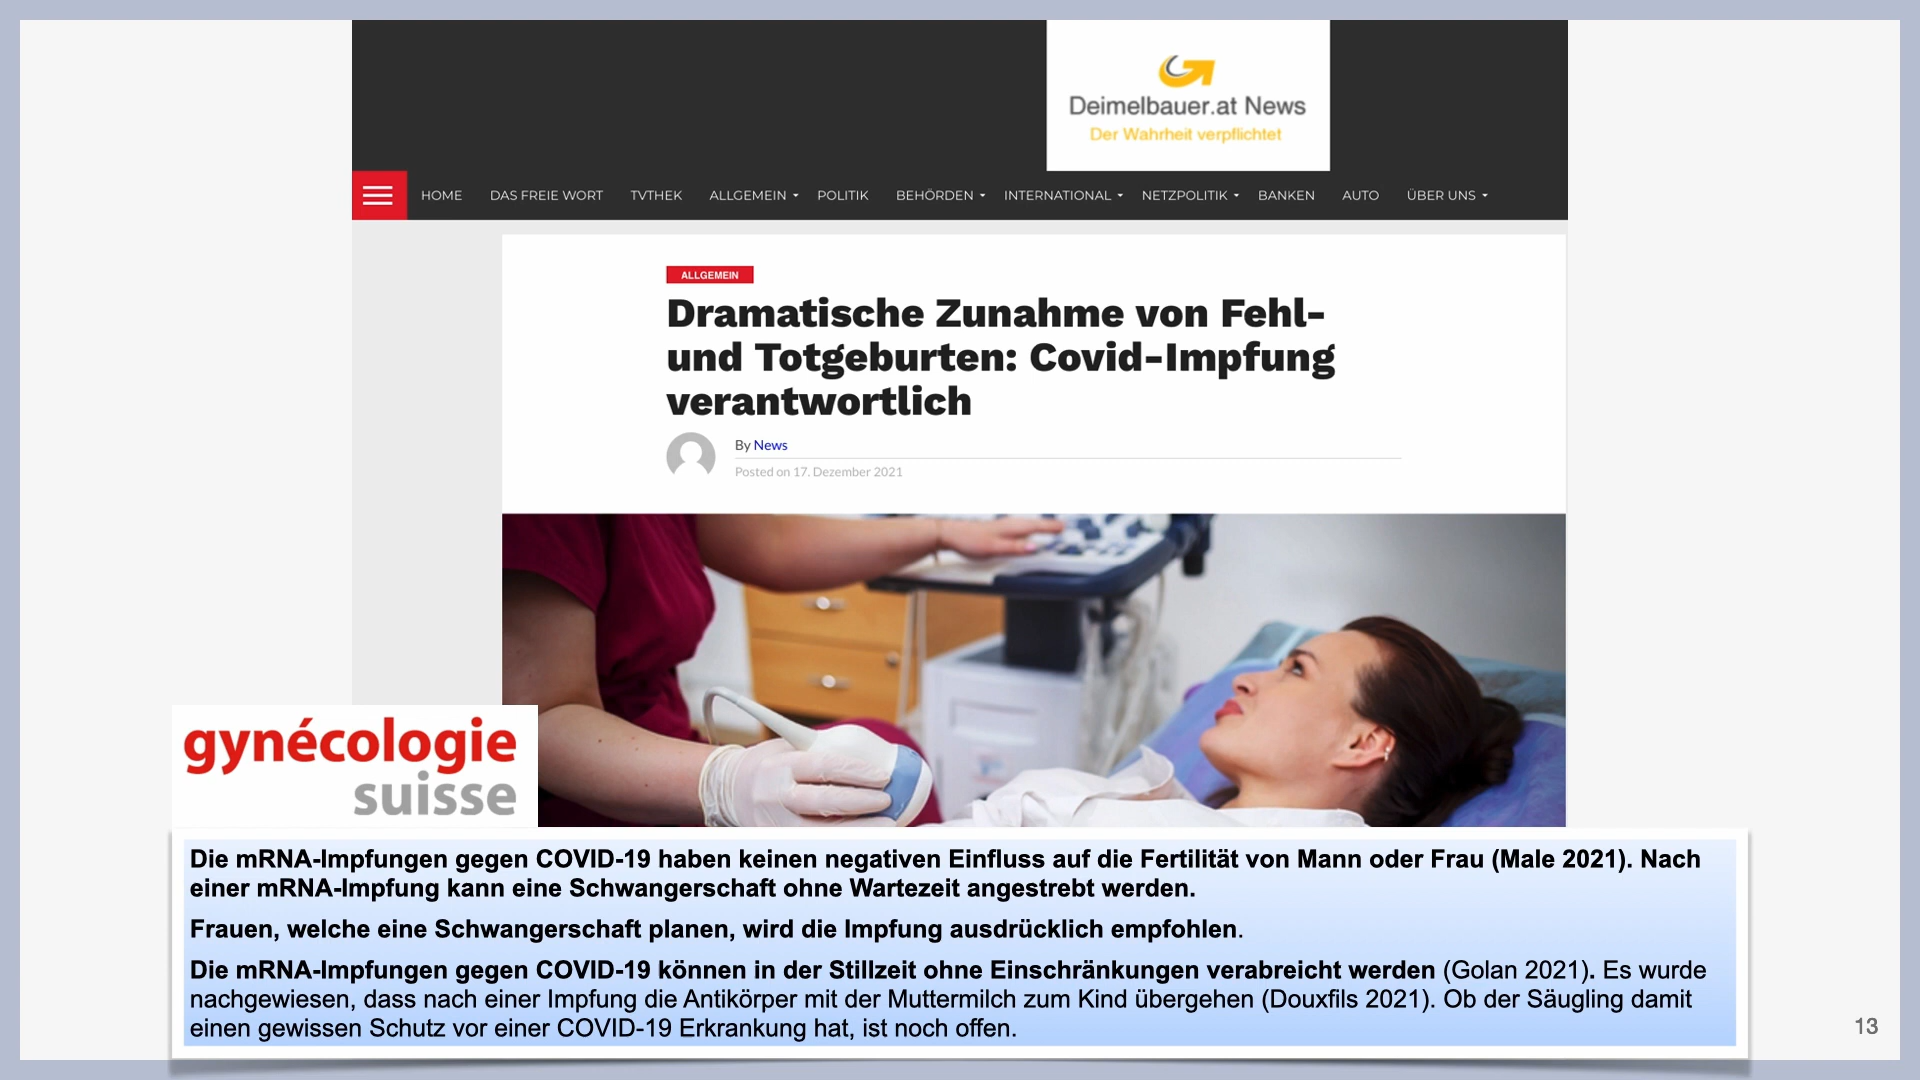 Deimelbauer.at News
Der Wahrheit verpflichtet
HOME DAS FREIE WORT TVTHEK ALLGEMEIN POLITIK BEHÖRDEN INTERNATIONAL NETZPOLITIK BANKEN AUTO ÜBER UNS
ALLGEMEIN
Dramatische Zunahme von Fehl-
und Totgeburten: Covid-Impfung
verantwortlich
By News
Posted on 17. Dezember 2021
gynécologie
suisse
Die mRNA-Impfungen gegen COVID-19 haben keinen negativen Einfluss auf die Fertilität von Mann oder Frau (Male 2021). Nach
einer mRNA-Impfung kann eine Schwangerschaft ohne Wartezeit angestrebt werden.
Frauen, welche eine Schwangerschaft planen, wird die Impfung ausdrücklich empfohlen.
Die mRNA-Impfungen gegen COVID-19 können in der Stillzeit ohne Einschränkungen verabreicht werden (Golan 2021). Es wurde
nachgewiesen, dass nach einer Impfung die Antikörper mit der Muttermilch zum Kind übergehen (Douxfils 2021). Ob der Säugling damit
einen gewissen Schutz vor einer COVID-19 Erkrankung hat, ist noch offen.
13